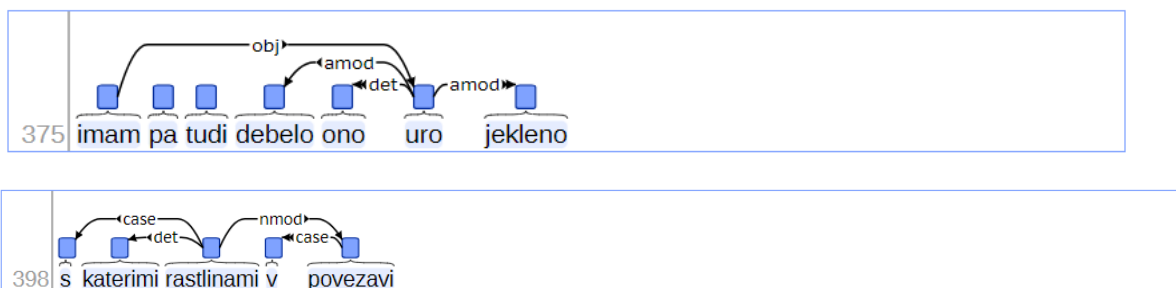 obj
amod
det amod
375 imam pa tudi debelo ono uro jekleno
case nmod
det case
398 s katerimi rastlinami v povezavi